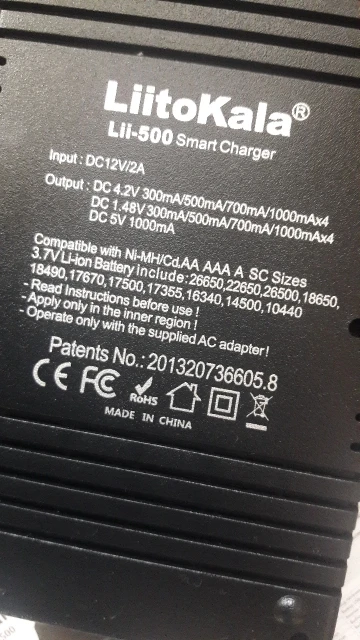 LiitoKala®
Lii-500 Smart Charger
Input : DC12V/2A
Output : DC 4.2V 300mA/500mA/700mA/1000mAx4
DC 1.48V 300mA/500mA/700mA/1000mAx4
DC 5V 1000mA
Compatible with Ni-MH/Cd,AA AAA A SC Sizes
3.7V Li-ion Battery include:26650,22650,26500,18650,
18490,17670,17500,17355,16340,14500,10440
- Read Instructions before use !
- Apply only in the inner region !
- Operate only with the supplied AC adapter!
Patents No.: 201320736605.8
CE FC RoHS
MADE IN CHINA